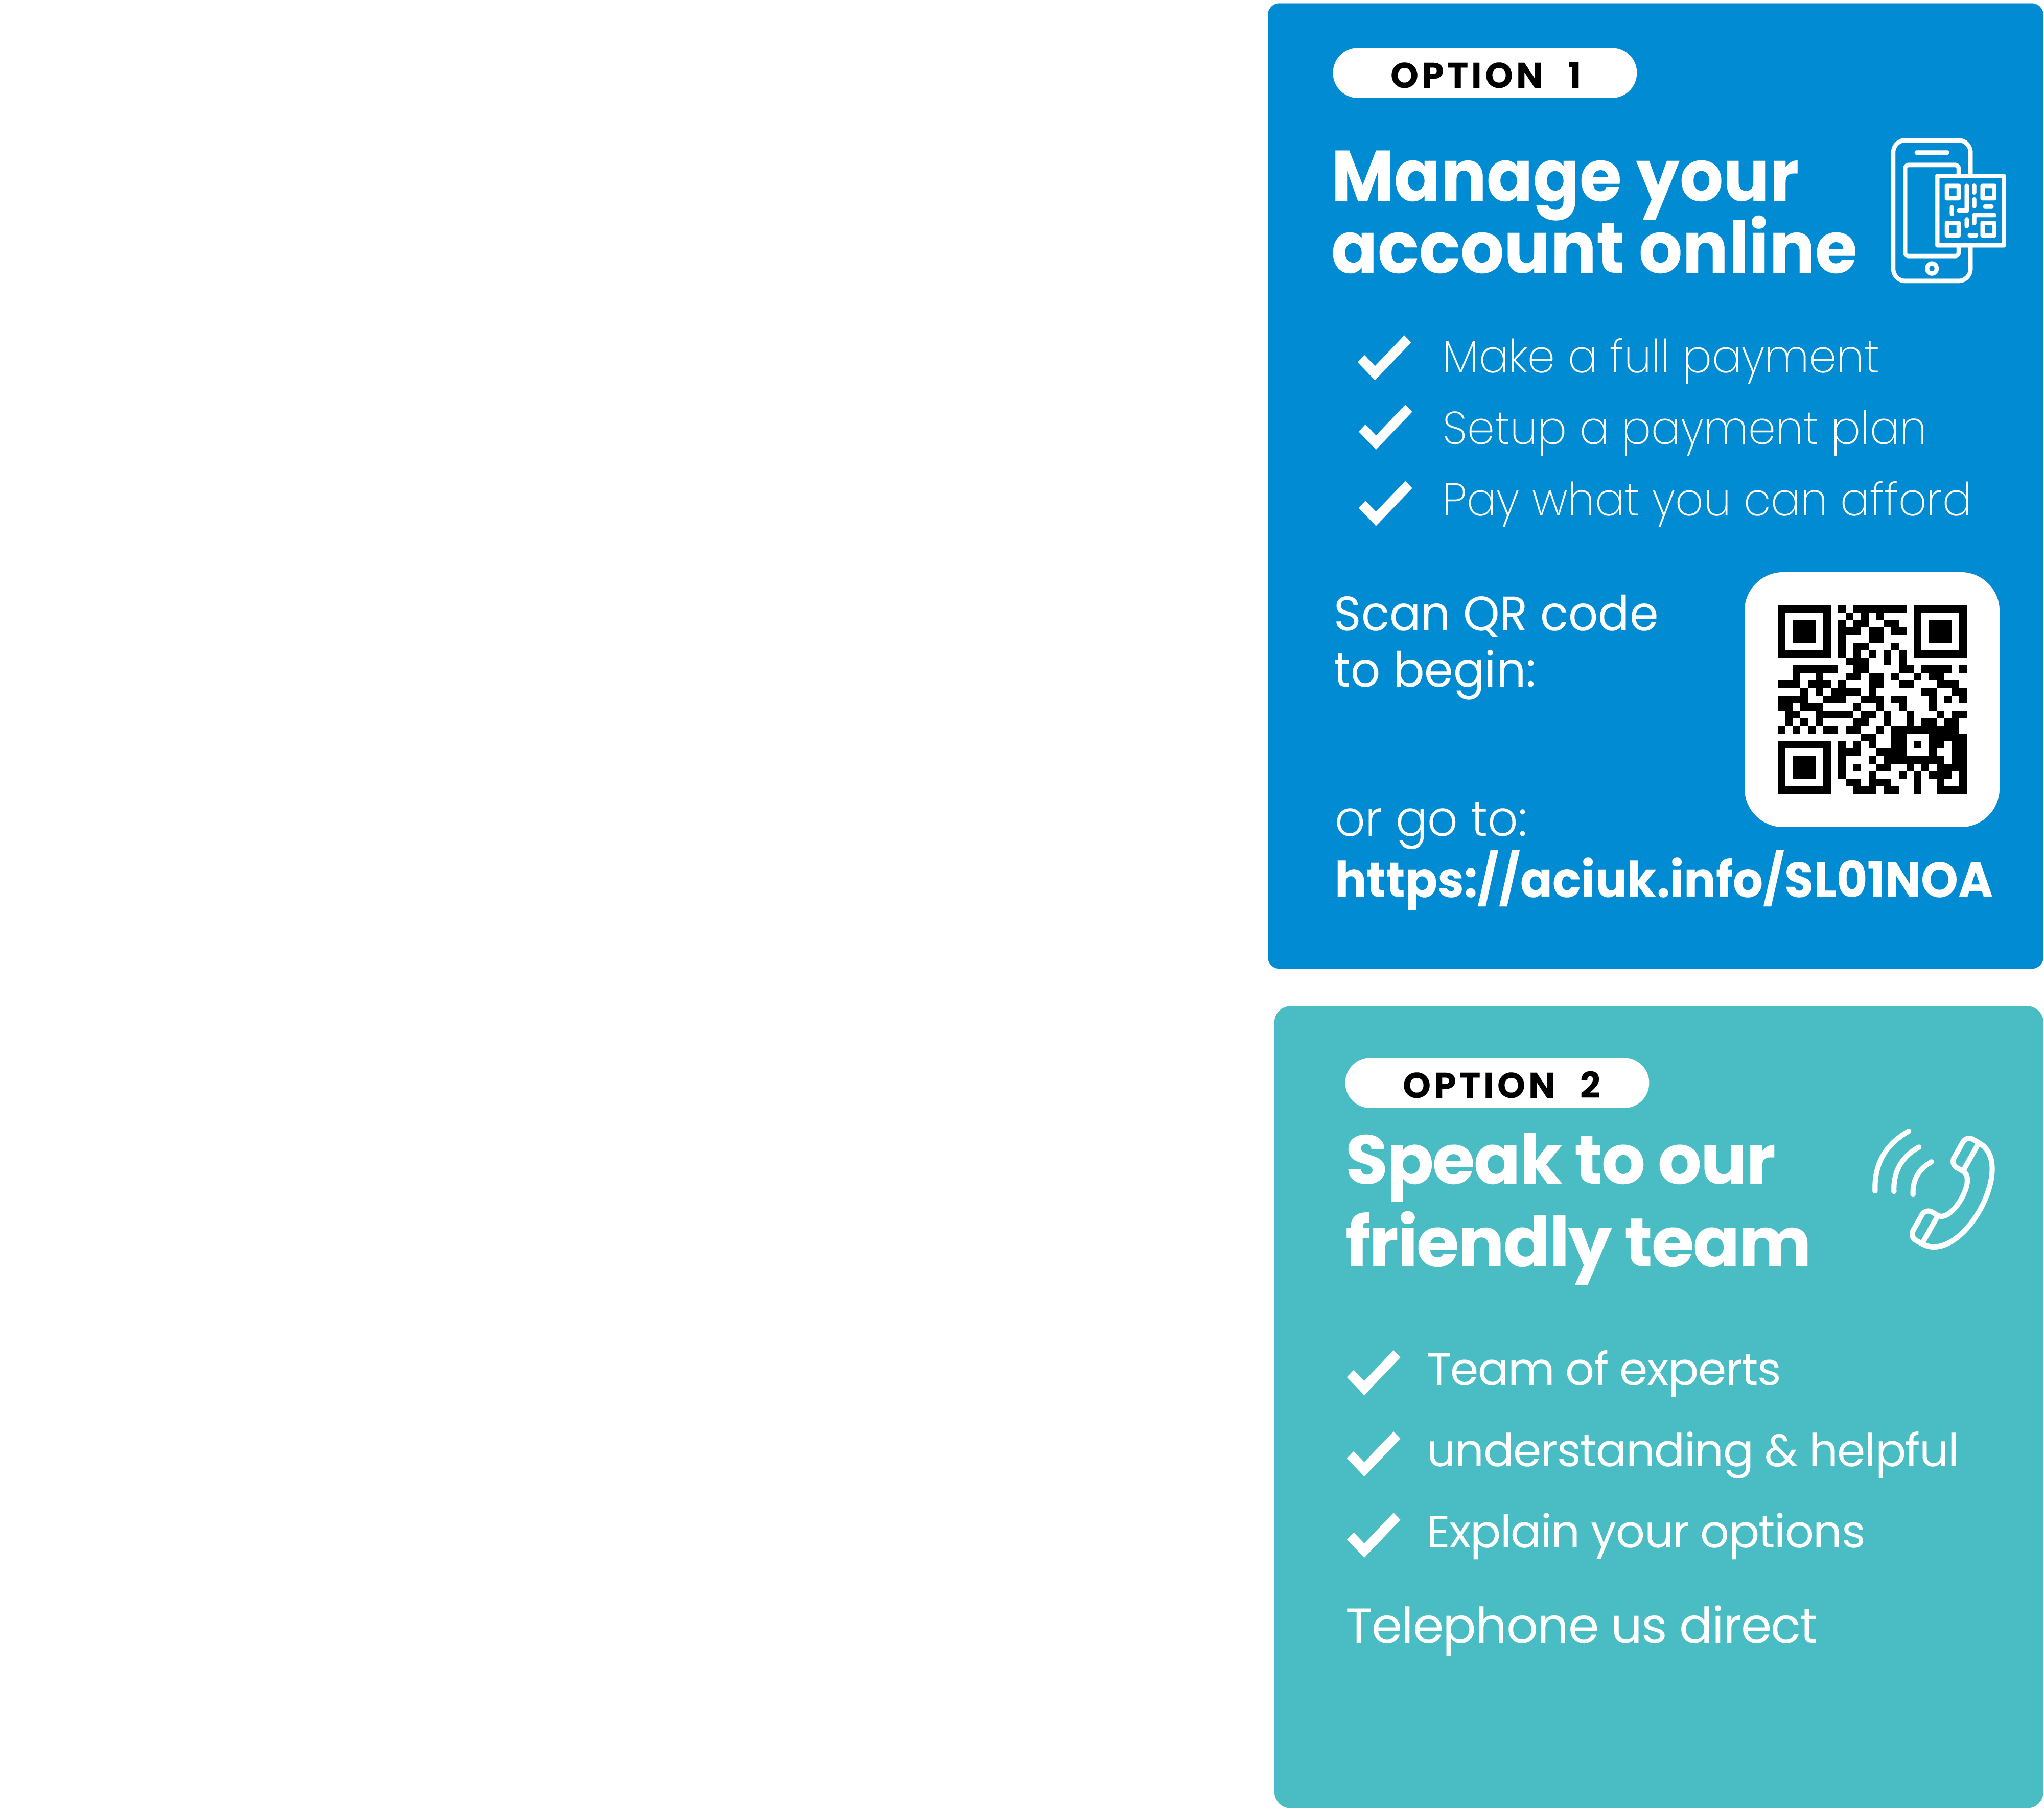 OPTION 1
Manage your
account online
Make a full payment
Setup a payment plan
Pay what you can afford
Scan QR code
to begin:
or go to:
https://aciuk.info/SL01NOA
OPTION 2
Speak to our
friendly team
Team of experts
understanding & helpful
Explain your options
Telephone us direct